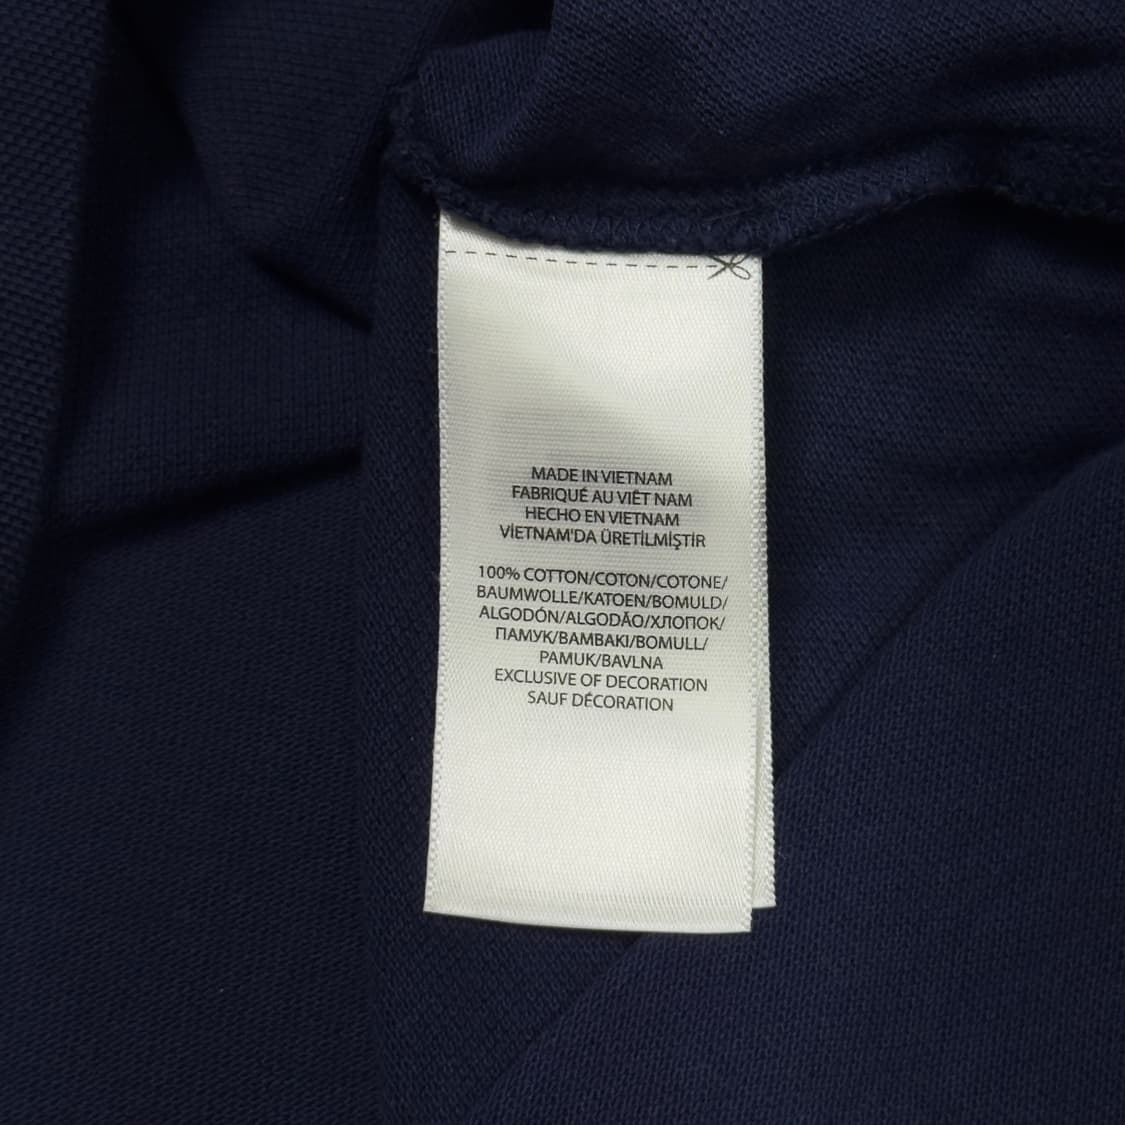 MADE IN VIETNAM
FABRIQUÉ AU VIÊT NAM
HECHO EN VIETNAM
VİETNAM'DA ÜRETİLMİŞTİR
100% COTTON/COTON/COTONE/
BAUMWOLLE/KATOEN/BOMULD/
ALGODÓN/ALGODÃO/ХЛОПОК/
ПАМУК/BAMBAKI/BOMULL/
PAMUK/BAVLNA
EXCLUSIVE OF DECORATION
SAUF DÉCORATION